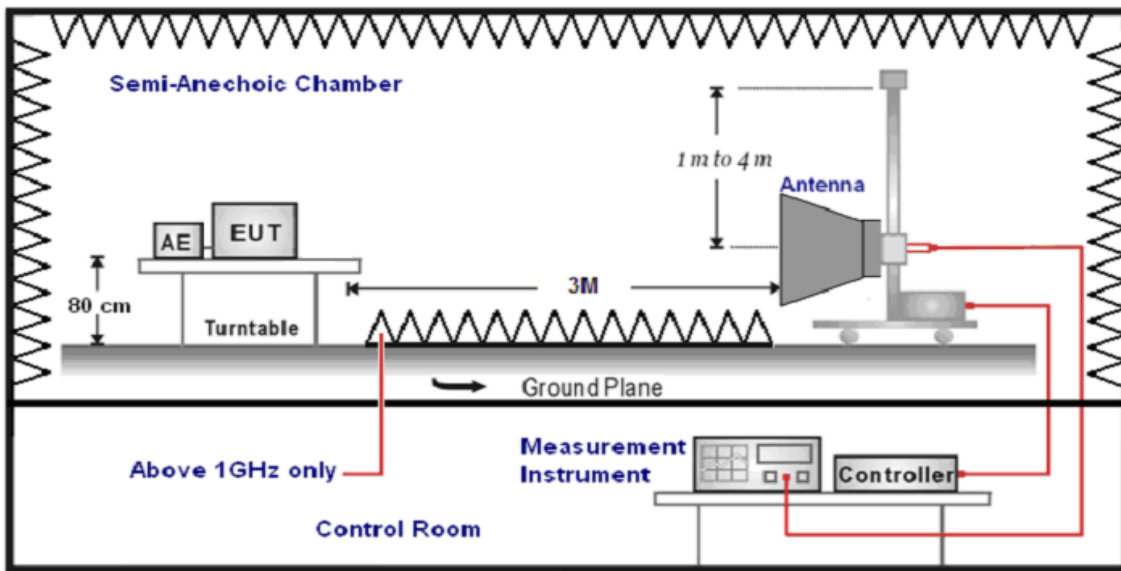 Semi-Anechoic Chamber
1 m to 4 m
Antenna
AE
EUT
3M
80 cm
Turntable
Ground Plane
Above 1GHz only
Measurement
Instrument
Controller
Control Room